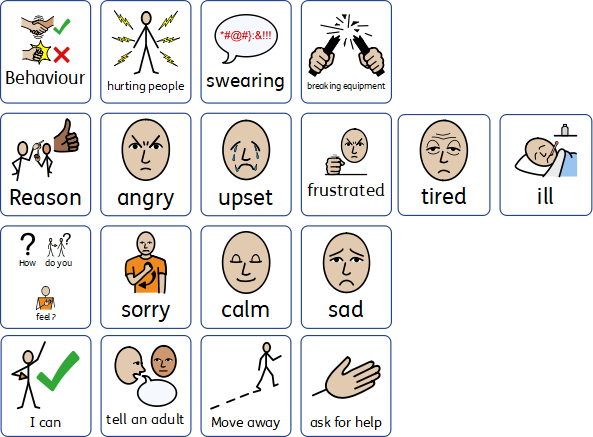 *#@#}:&!!!
Behaviour
hurting people
swearing
breaking equipment
Reason
angry
upset
frustrated
tired
ill
? ?
How do you
feel?
sorry
calm
sad
I can
tell an adult
Move away
ask for help